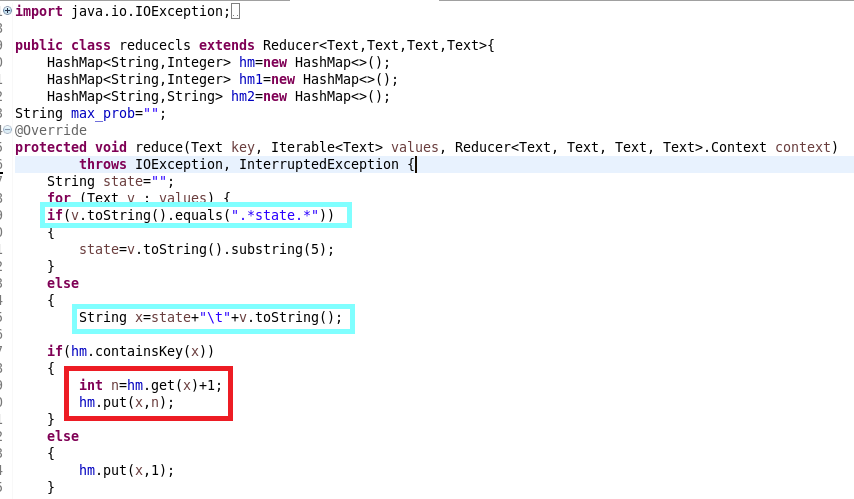 import java.io.IOException;
public class reducecls extends Reducer<Text,Text,Text,Text>{
HashMap<String,Integer> hm=new HashMap<>();
HashMap<String,Integer> hm1=new HashMap<>();
HashMap<String,String> hm2=new HashMap<>();
String max_prob="";
@Override
protected void reduce(Text key, Iterable<Text> values, Reducer<Text, Text, Text, Text>.Context context)
throws IOException, InterruptedException {
String state="";
for (Text v : values) {
if(v.toString().equals(".*state.*"))
{
state=v.toString().substring(5);
}
else
{
String x=state+"\t"+v.toString();
if(hm.containsKey(x))
{
int n=hm.get(x)+1;
hm.put(x,n);
}
else
{
hm.put(x,1);
}